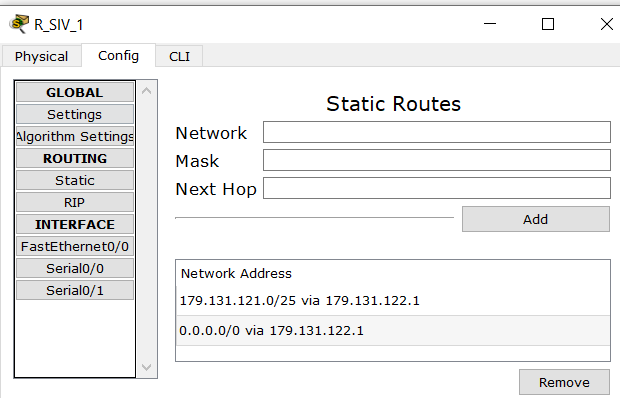 R_SIV_1
Physical Config CLI
GLOBAL
Settings
Algorithm Settings
ROUTING
Static
RIP
INTERFACE
FastEthernet0/0
Serial0/0
Serial0/1
Static Routes
Network
Mask
Next Hop
Add
Network Address
179.131.121.0/25 via 179.131.122.1
0.0.0.0/0 via 179.131.122.1
Remove